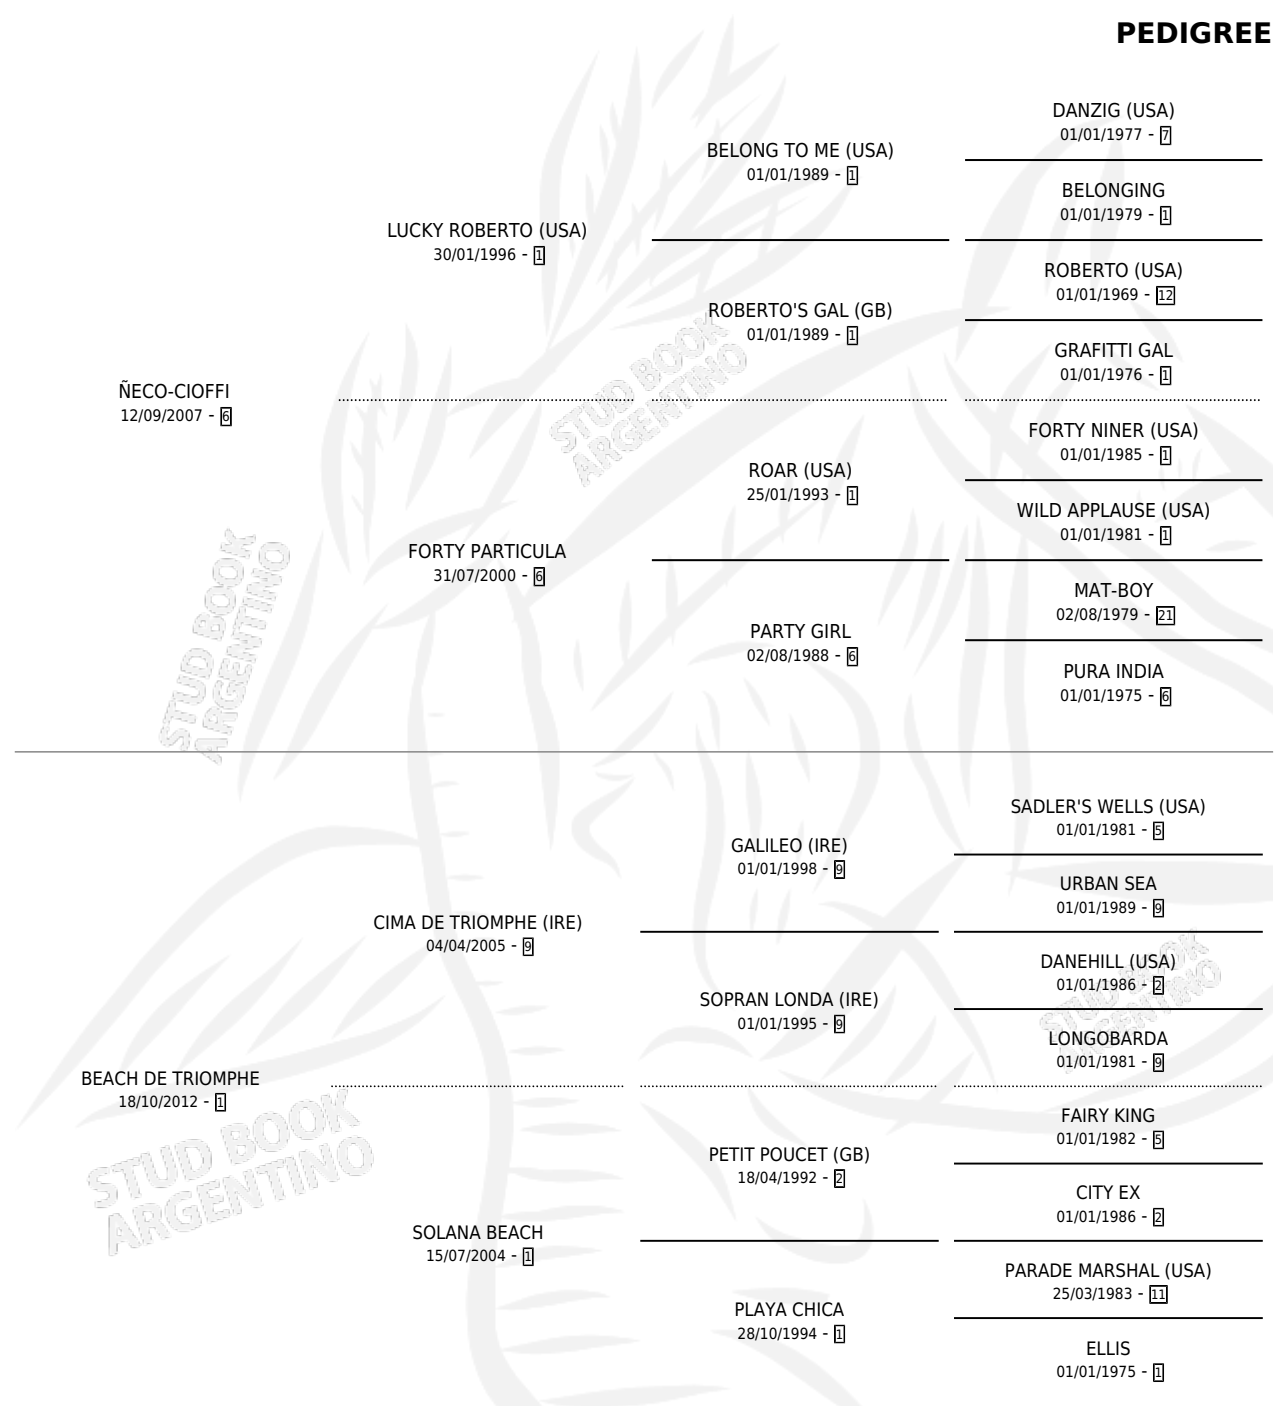 PEDIGREE
DANZIG (USA)
01/01/1977 - 7
BELONG TO ME (USA)
01/01/1989 - 1
BELONGING
01/01/1979 - 1
LUCKY ROBERTO (USA)
30/01/1996 - 1
ROBERTO (USA)
01/01/1969 - 12
ROBERTO'S GAL (GB)
01/01/1989 - 1
GRAFITTI GAL
01/01/1976 - 1
ÑECO-CIOFFI
12/09/2007 - 6
FORTY NINER (USA)
01/01/1985 - 1
ROAR (USA)
25/01/1993 - 1
WILD APPLAUSE (USA)
01/01/1981 - 1
FORTY PARTICULA
31/07/2000 - 6
MAT-BOY
02/08/1979 - 21
PARTY GIRL
02/08/1988 - 6
PURA INDIA
01/01/1975 - 6
STUD BOOK
ARGENTINO
STUD BOOK
ARGENTINO
SADLER'S WELLS (USA)
01/01/1981 - 5
GALILEO (IRE)
01/01/1998 - 9
URBAN SEA
01/01/1989 - 9
CIMA DE TRIOMPHE (IRE)
04/04/2005 - 9
DANEHILL (USA)
01/01/1986 - 2
SOPRAN LONDA (IRE)
01/01/1995 - 9
LONGOBARDA
01/01/1981 - 9
STUD BOOK
ARGENTINO
BEACH DE TRIOMPHE
18/10/2012 - 1
FAIRY KING
01/01/1982 - 5
PETIT POUCET (GB)
18/04/1992 - 2
CITY EX
01/01/1986 - 2
STUD BOOK
ARGENTINO
SOLANA BEACH
15/07/2004 - 1
PARADE MARSHAL (USA)
25/03/1983 - 11
PLAYA CHICA
28/10/1994 - 1
ELLIS
01/01/1975 - 1